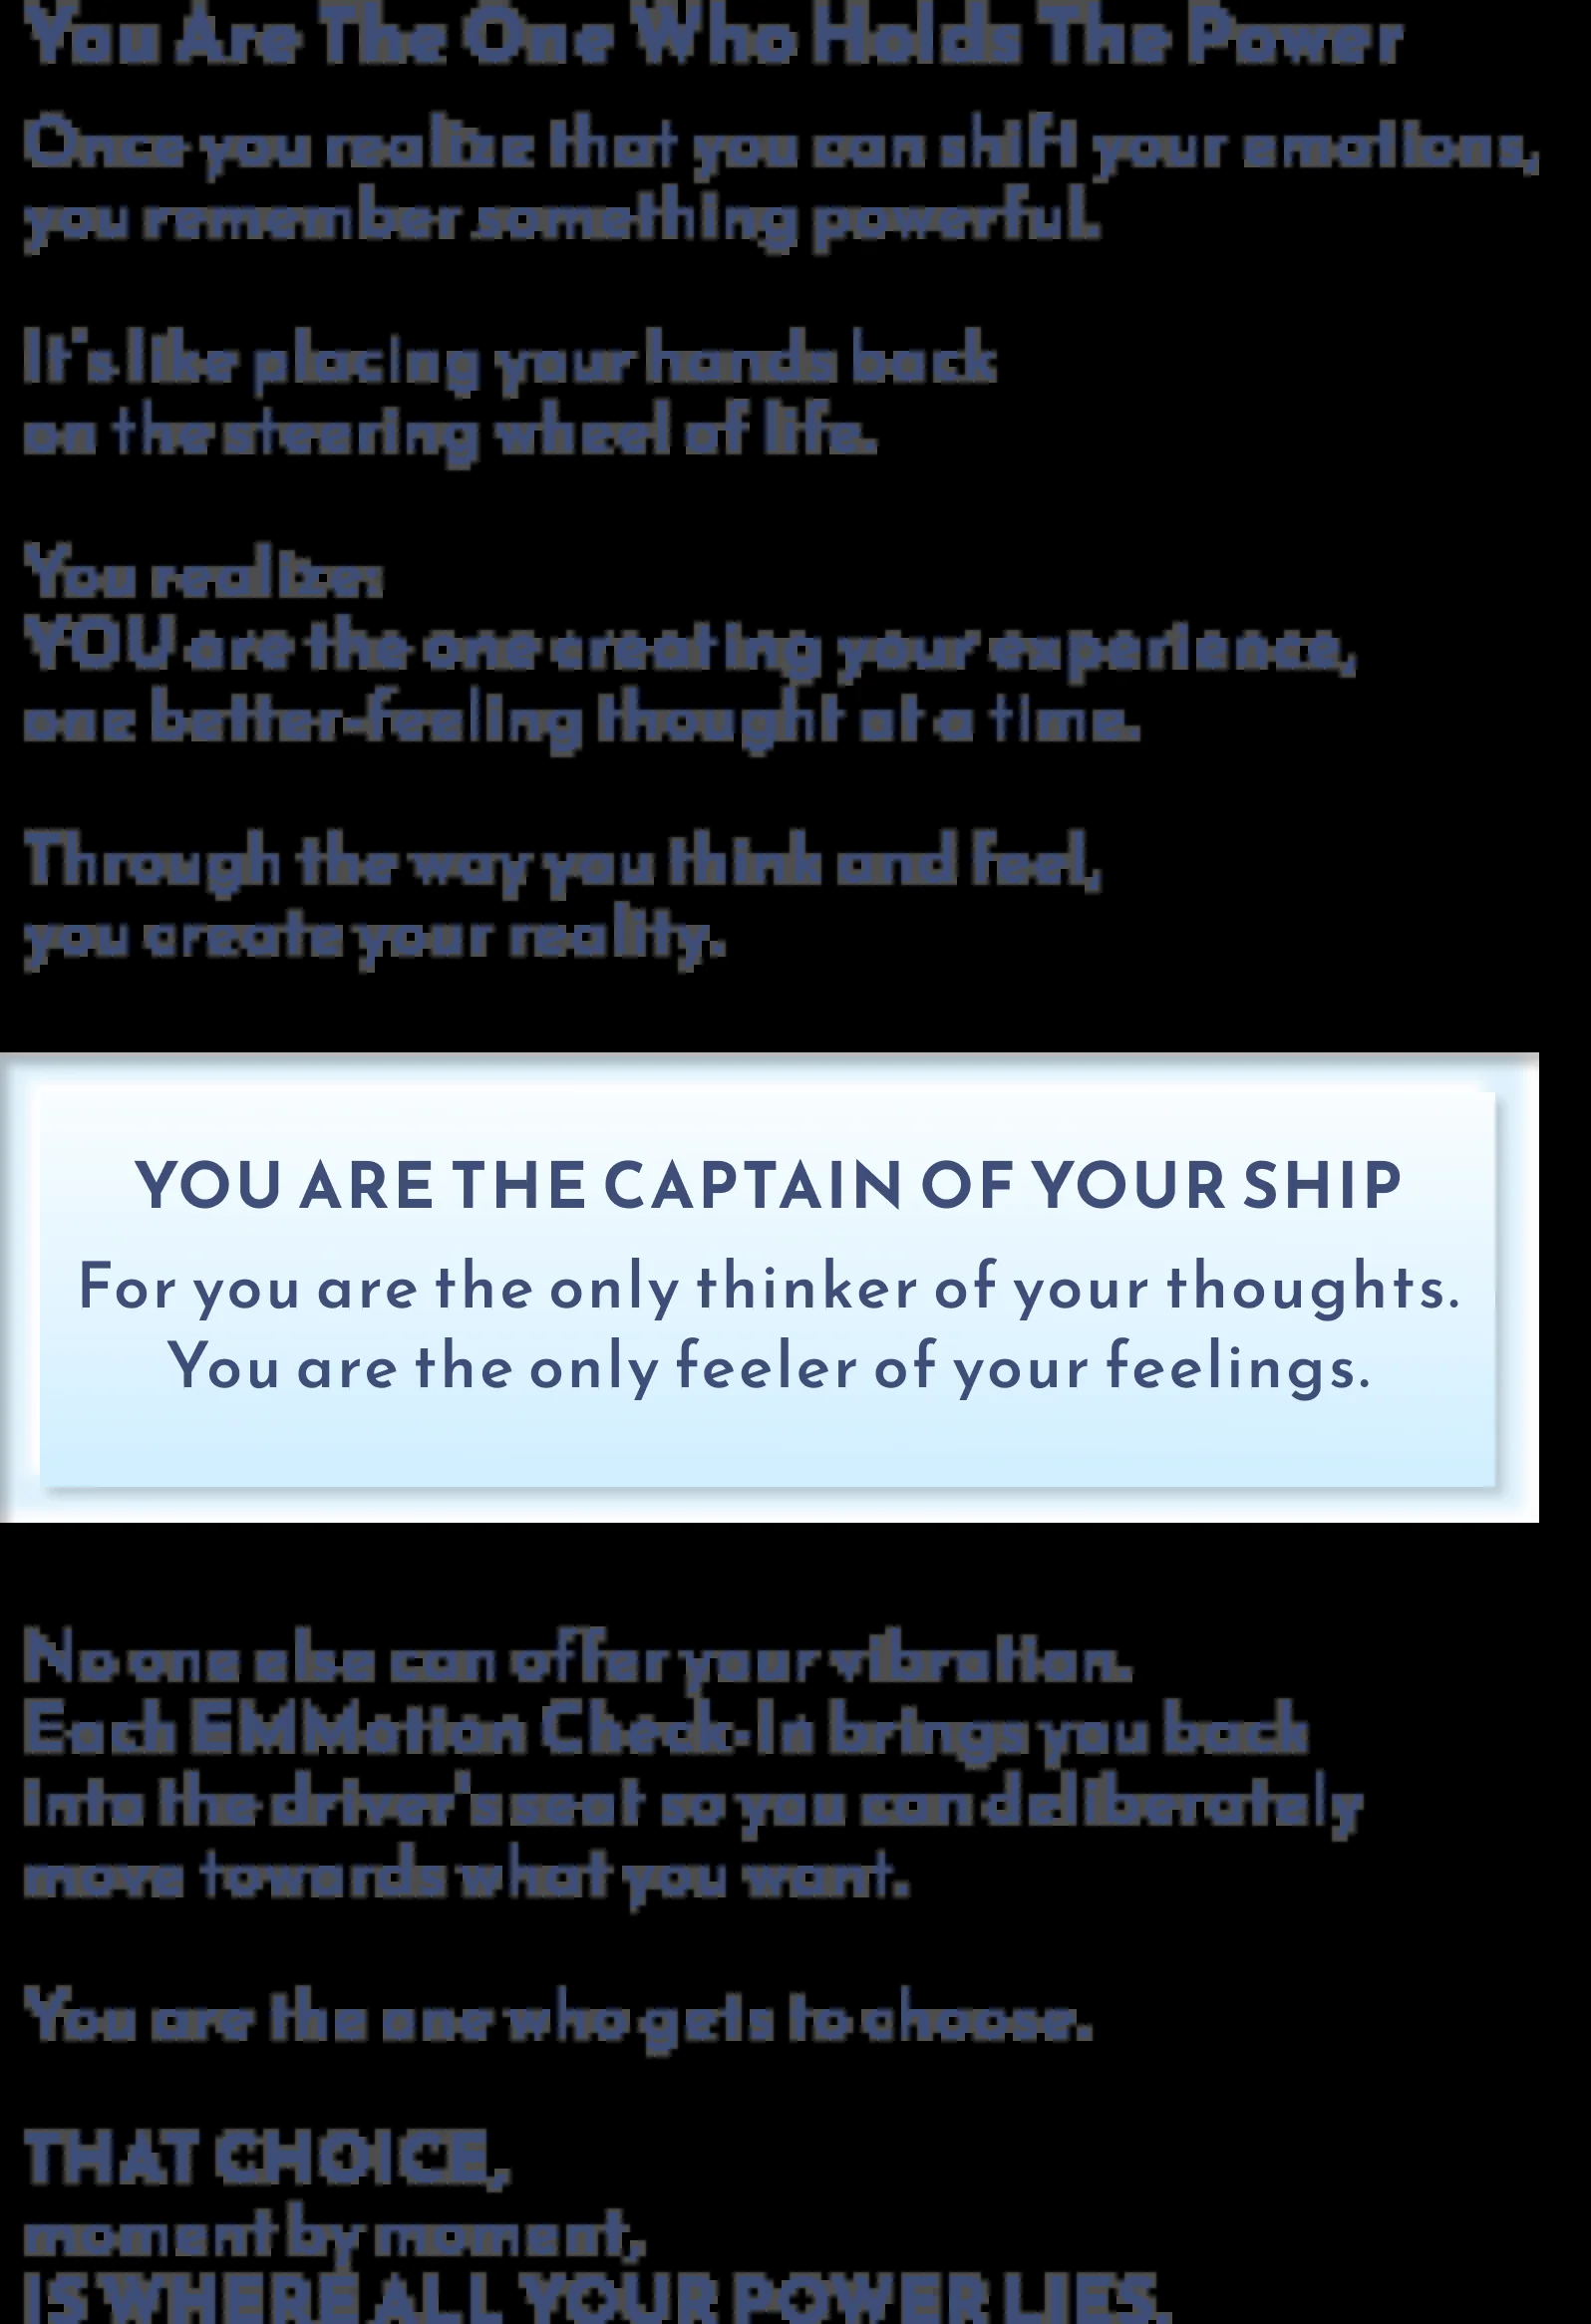 You Are The One Who Holds The Power
Once you realize that you can shift your emotions,
you remember something powerful.
It's like placing your hands back
on the steering wheel of life.
You realize:
YOU are the one creating your experience,
one better-feeling thought at a time.
Through the way you think and feel,
you create your reality.
YOU ARE THE CAPTAIN OF YOUR SHIP
For you are the only thinker of your thoughts.
You are the only feeler of your feelings.
No one else can offer your vibration.
Each EMMotion Check-In brings you back
into the driver's seat so you can deliberately
move towards what you want.
You are the one who gets to choose.
THAT CHOICE,
moment by moment,
IS WHERE ALL YOUR POWER LIES.